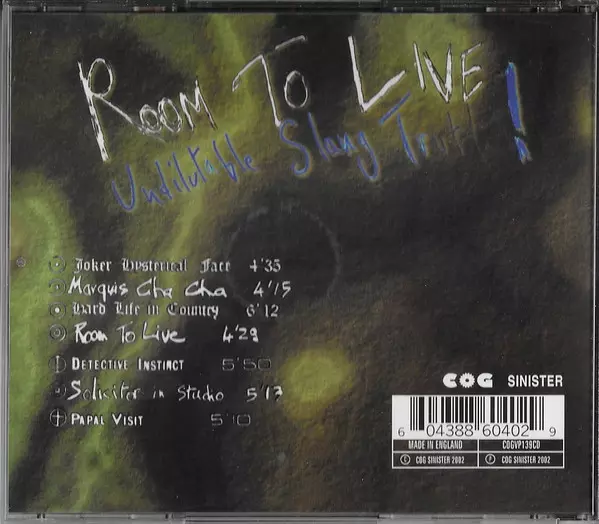 Room To Live
Undilutable Slang Truth !
Joker Hysterical Face 4'35
Marquis Cha Cha 4'15
Hard Life in Country 6'12
Room To Live 4'29
Detective Instinct 5'50
Solicitor in Studio 5'17
Papal Visit 5'10
COG SINISTER
6 04388 60402 9
MADE IN ENGLAND COGVP139CD
C COG SINISTER 2002 P COG SINISTER 2002